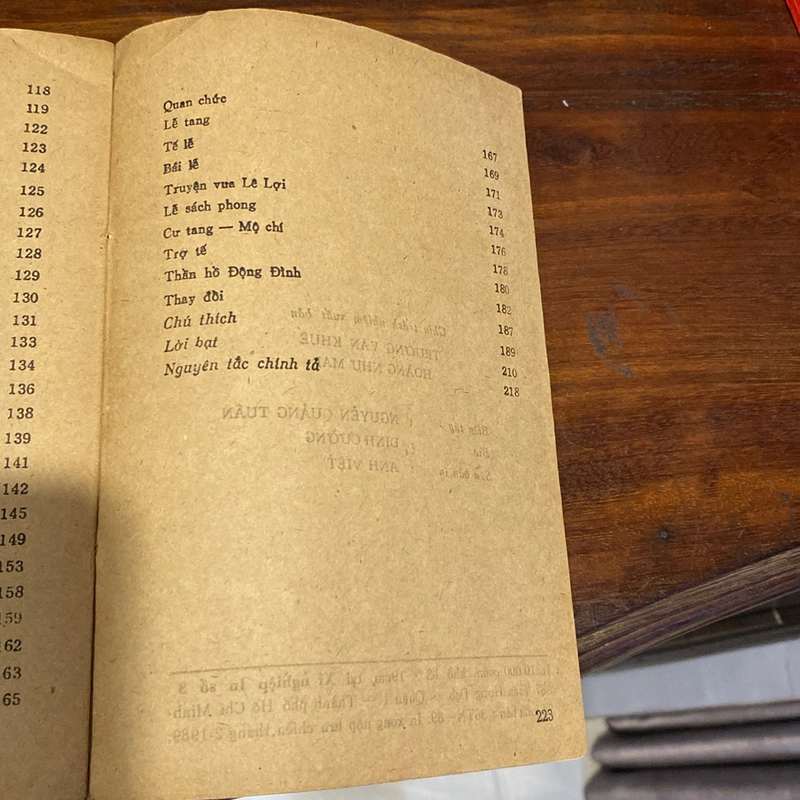 118
119
122
123
124
125
126
127
128
129
130
131
133
134
136
138
139
141
142
145
149
153
158
159
162
163
165
Quan chức 167
Lễ tang 169
Tế lễ 171
Bái lễ 173
Truyện vua Lê Lợi 174
Lễ sách phong 176
Cư tang — Mộ chí 178
Trợ tế 180
Thần hồ Động Đình 182
Thay đổi 187
Chú thích 189
Lời bạt 210
Nguyên tắc chính tả 218
223